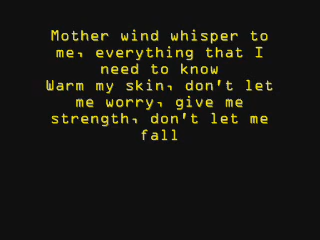 Mother wind whisper to
me, everything that I
need to know
Warm my skin, don't let
me worry, give me
strength, don't let me
fall